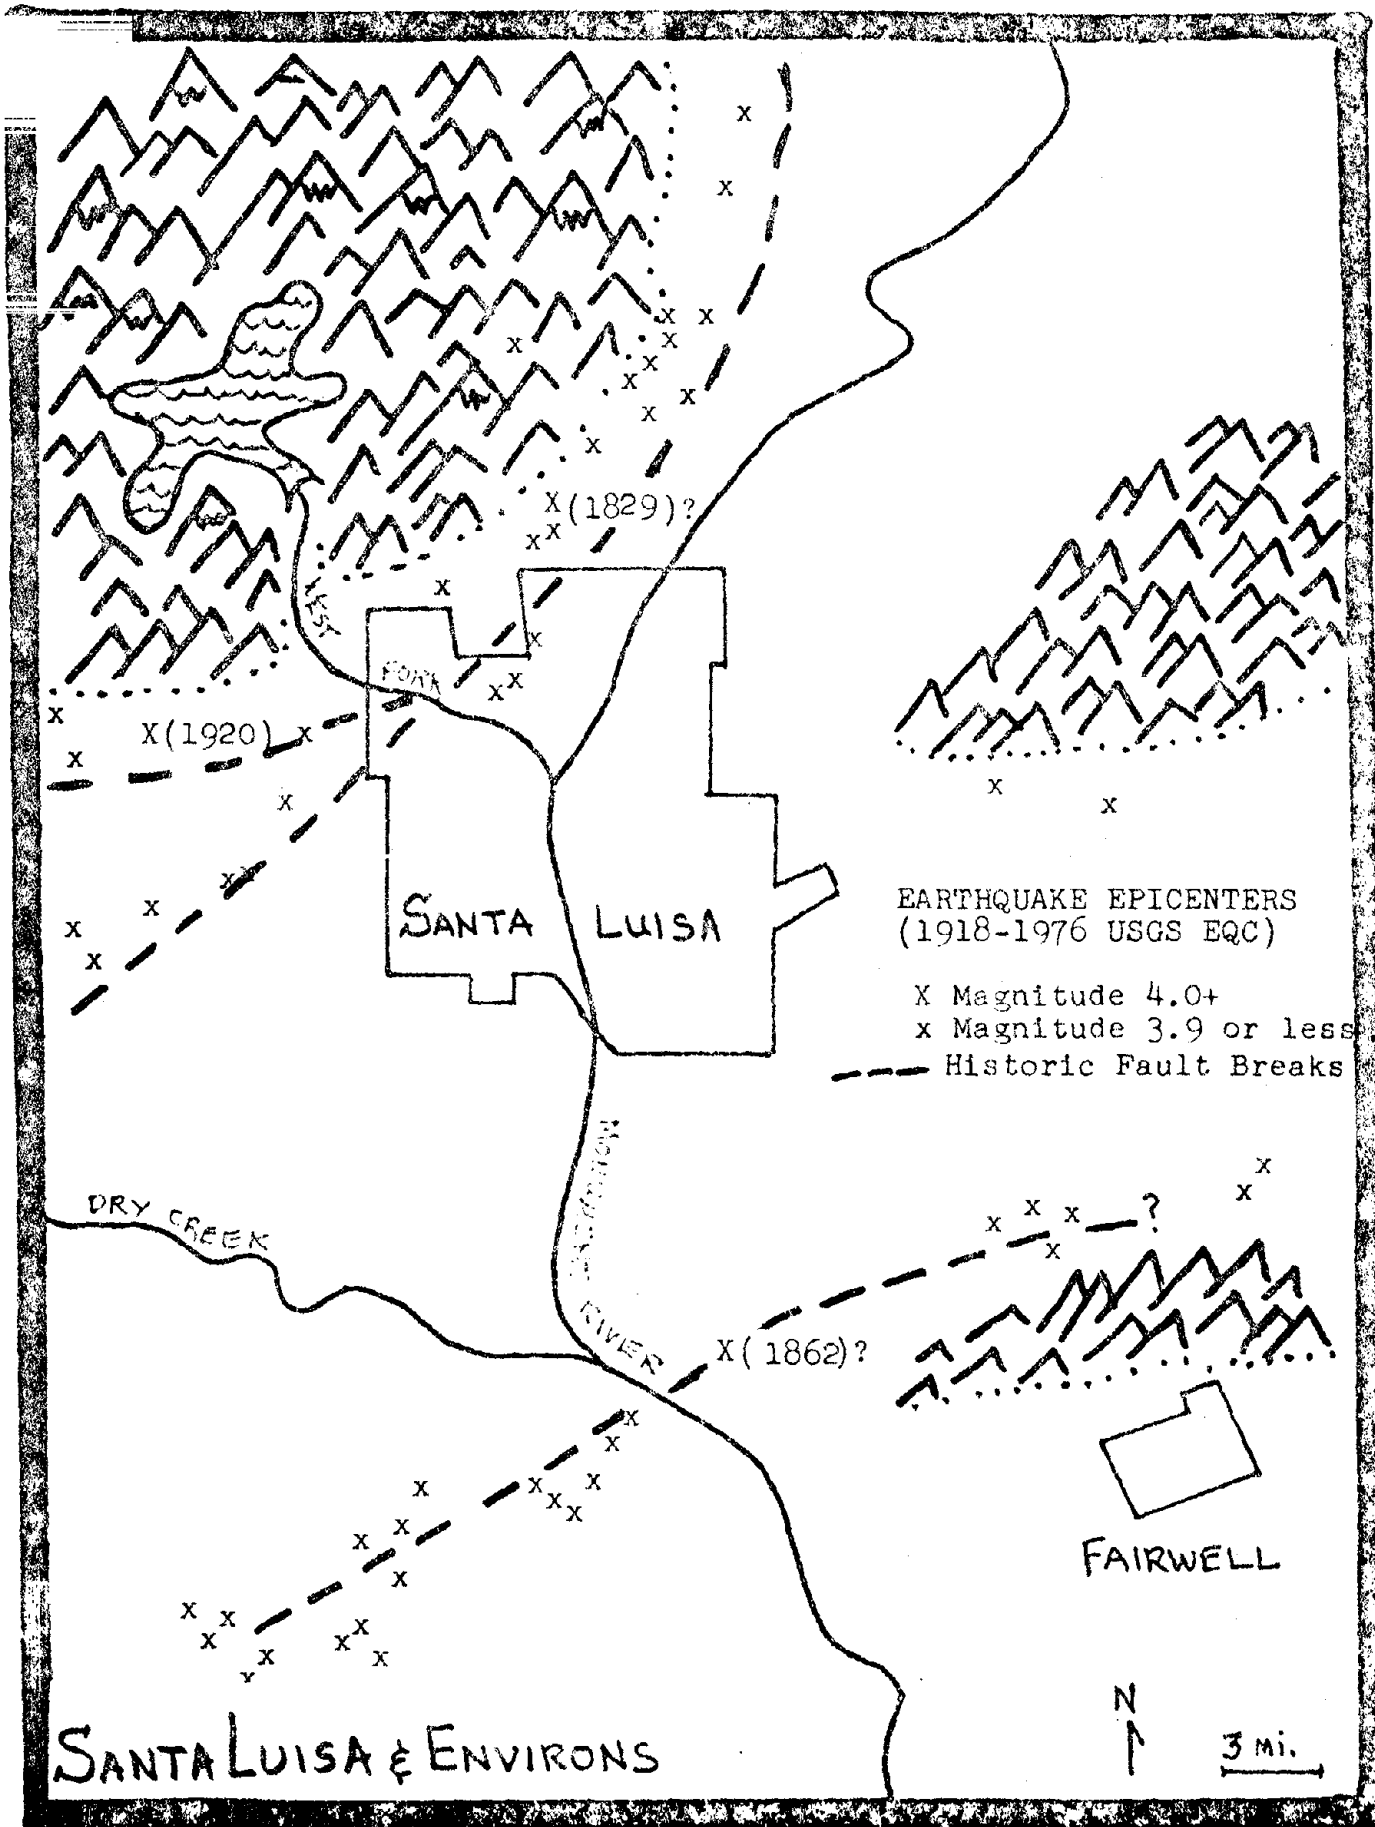 X(1829)?
WEST
FORK
X(1920)
SANTA LUISA
EARTHQUAKE EPICENTERS
(1918-1976 USGS EQC)
X Magnitude 4.0+
x Magnitude 3.9 or less
Historic Fault Breaks
DRY CREEK
?
RIVER
X(1862)?
FAIRWELL
N
3 Mi.
SANTA LUISA & ENVIRONS